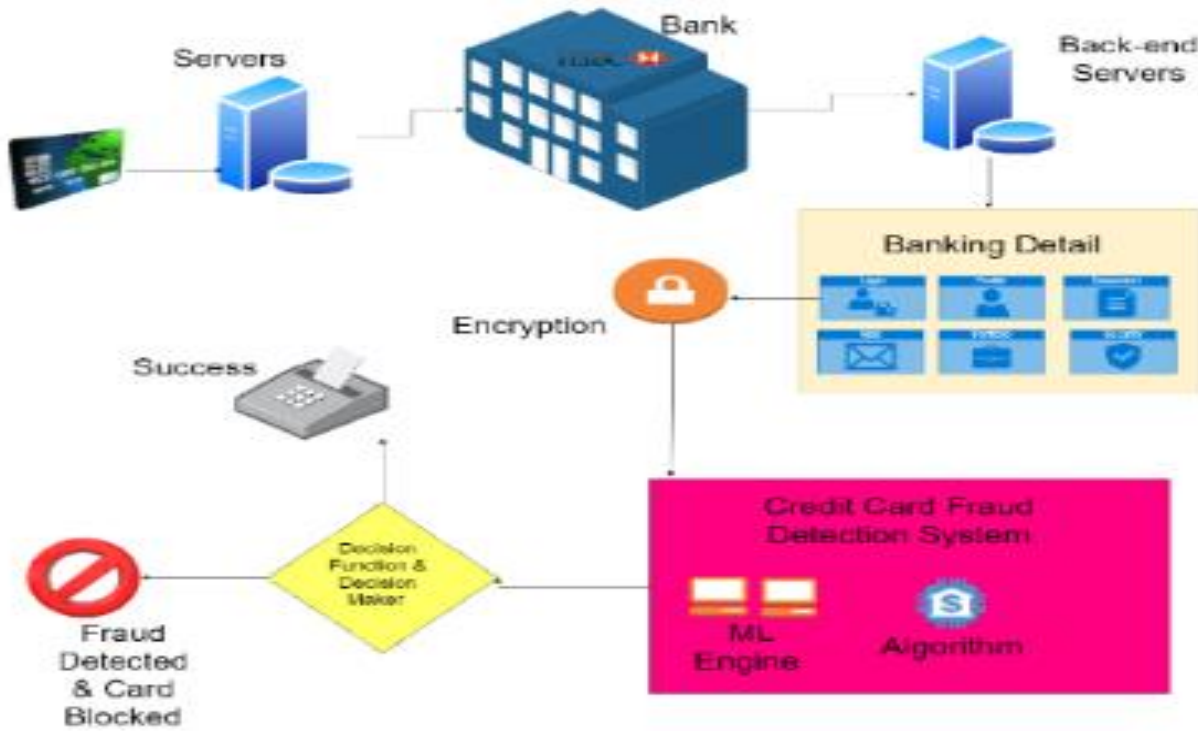 Bank
Servers
Back-end
Servers
Banking Detail
Encryption
Success
Credit Card Fraud
Detection System
Decision
Function &
Decision
Maker
ML
Engine
Algorithm
Fraud
Detected
& Card
Blocked